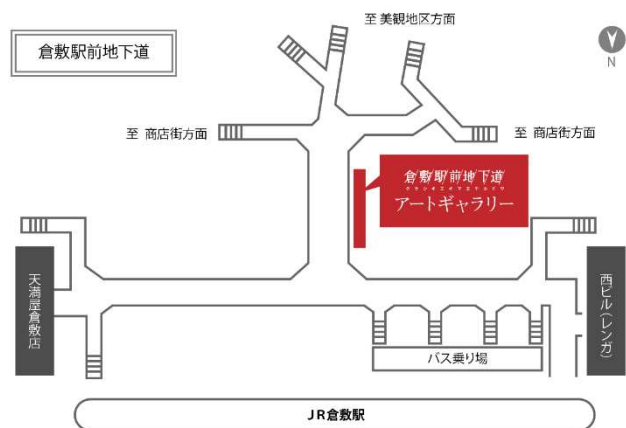 至 美観地区方面
倉敷駅前地下道
N
至 商店街方面
至 商店街方面
倉敷駅前地下道
アートギャラリー
天満屋倉敷店
西ビル(レンガ)
バス乗り場
JR倉敷駅